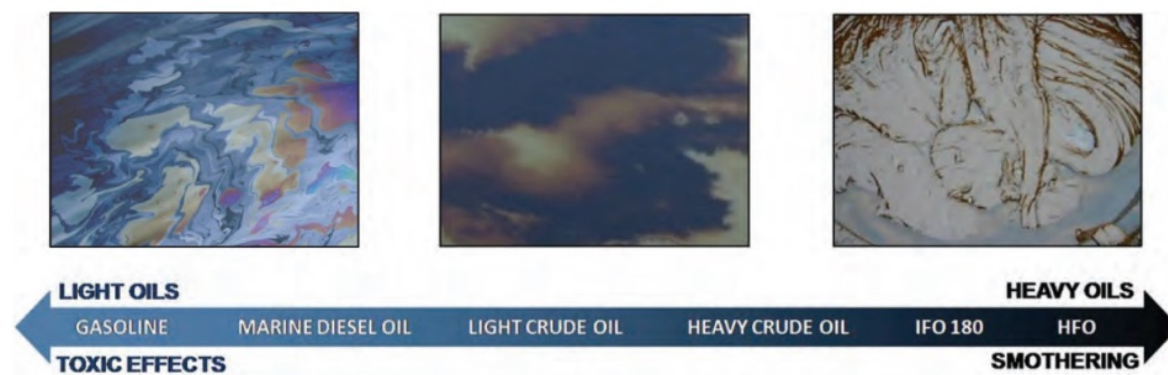 LIGHT OILS
HEAVY OILS
GASOLINE MARINE DIESEL OIL LIGHT CRUDE OIL HEAVY CRUDE OIL IFO 180 HFO
TOXIC EFFECTS
SMOTHERING